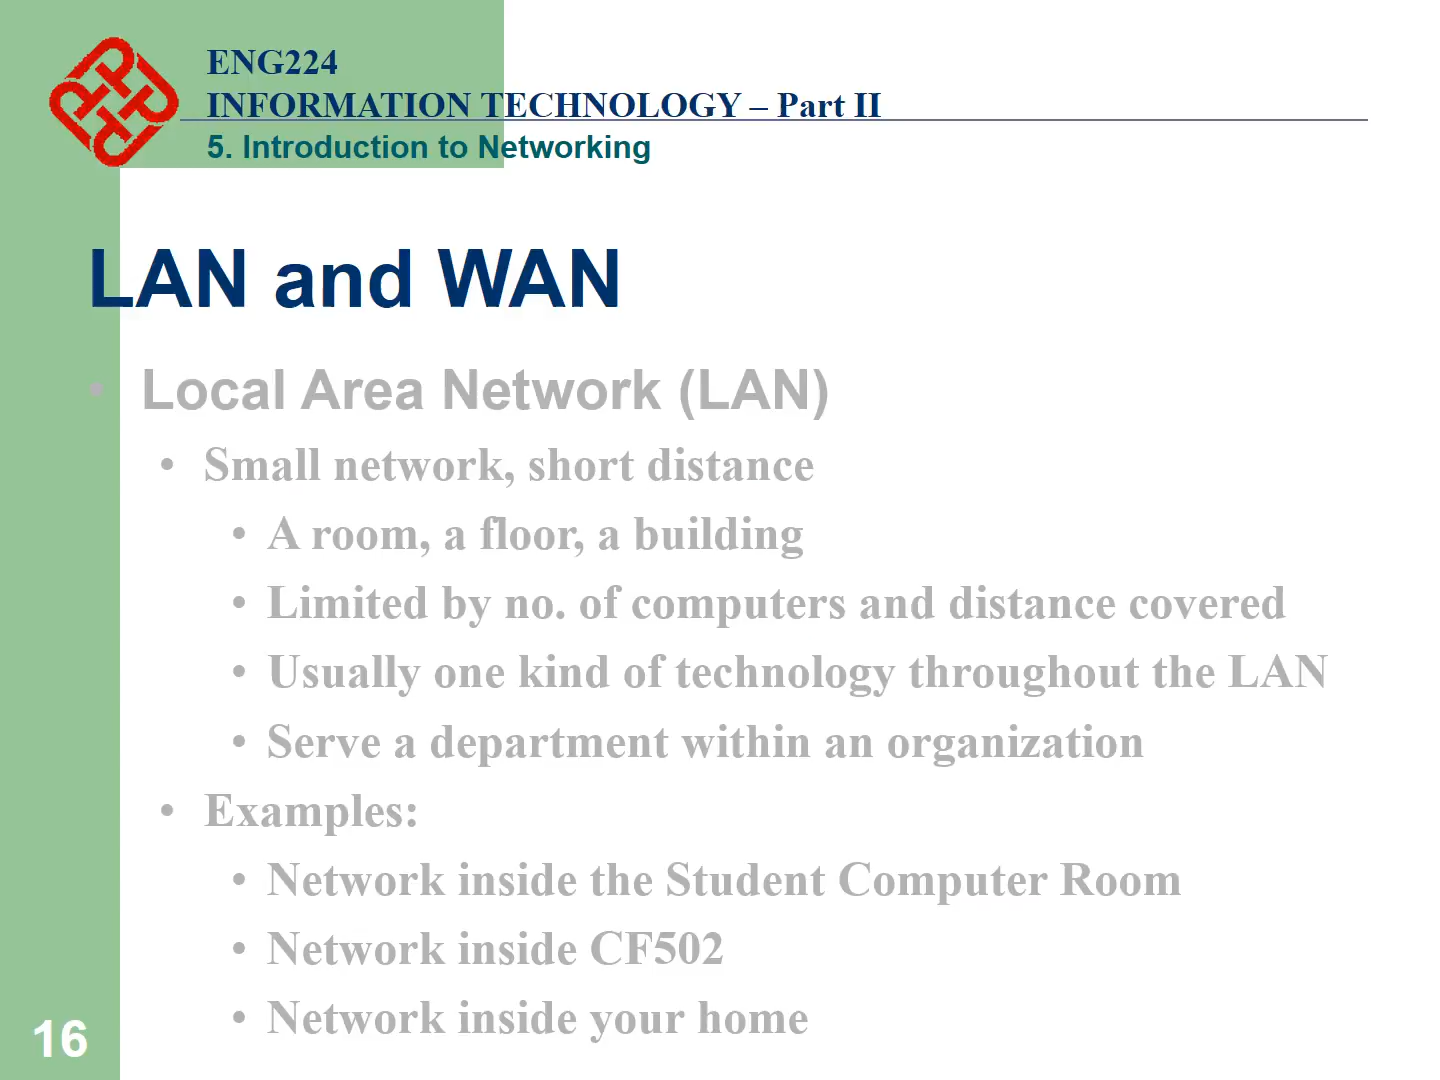 ENG224
INFORMATION TECHNOLOGY – Part II
5. Introduction to Networking
LAN and WAN
• Local Area Network (LAN)
• Small network, short distance
• A room, a floor, a building
• Limited by no. of computers and distance covered
• Usually one kind of technology throughout the LAN
• Serve a department within an organization
• Examples:
• Network inside the Student Computer Room
• Network inside CF502
• Network inside your home
16